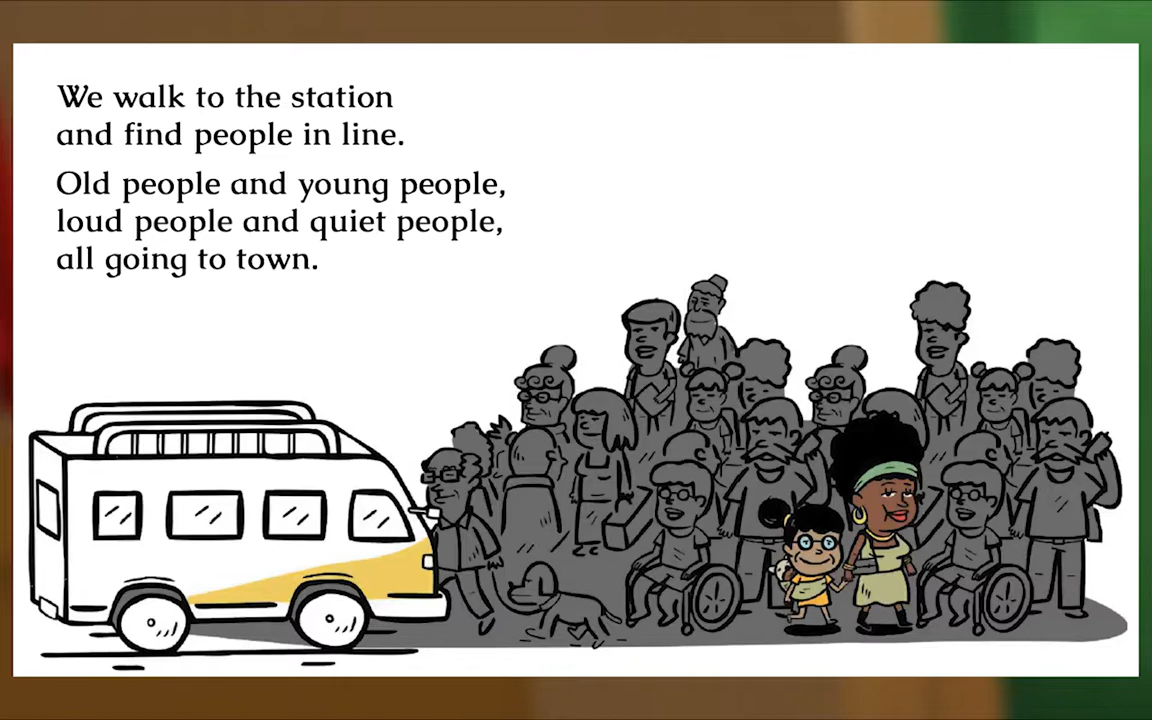 We walk to the station
and find people in line.
Old people and young people,
loud people and quiet people,
all going to town.